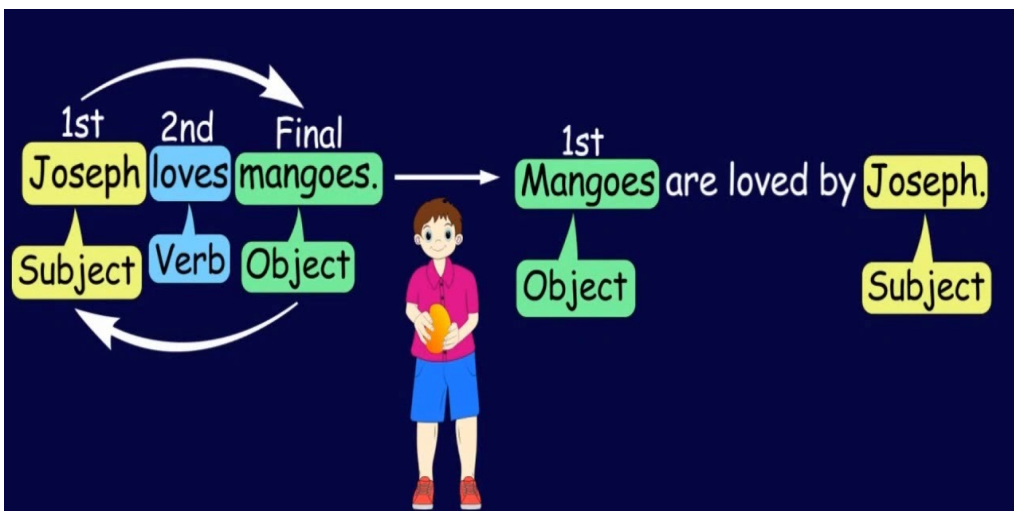 1st 2nd Final
Joseph loves mangoes.
Subject Verb Object
1st
Mangoes are loved by Joseph.
Object Subject